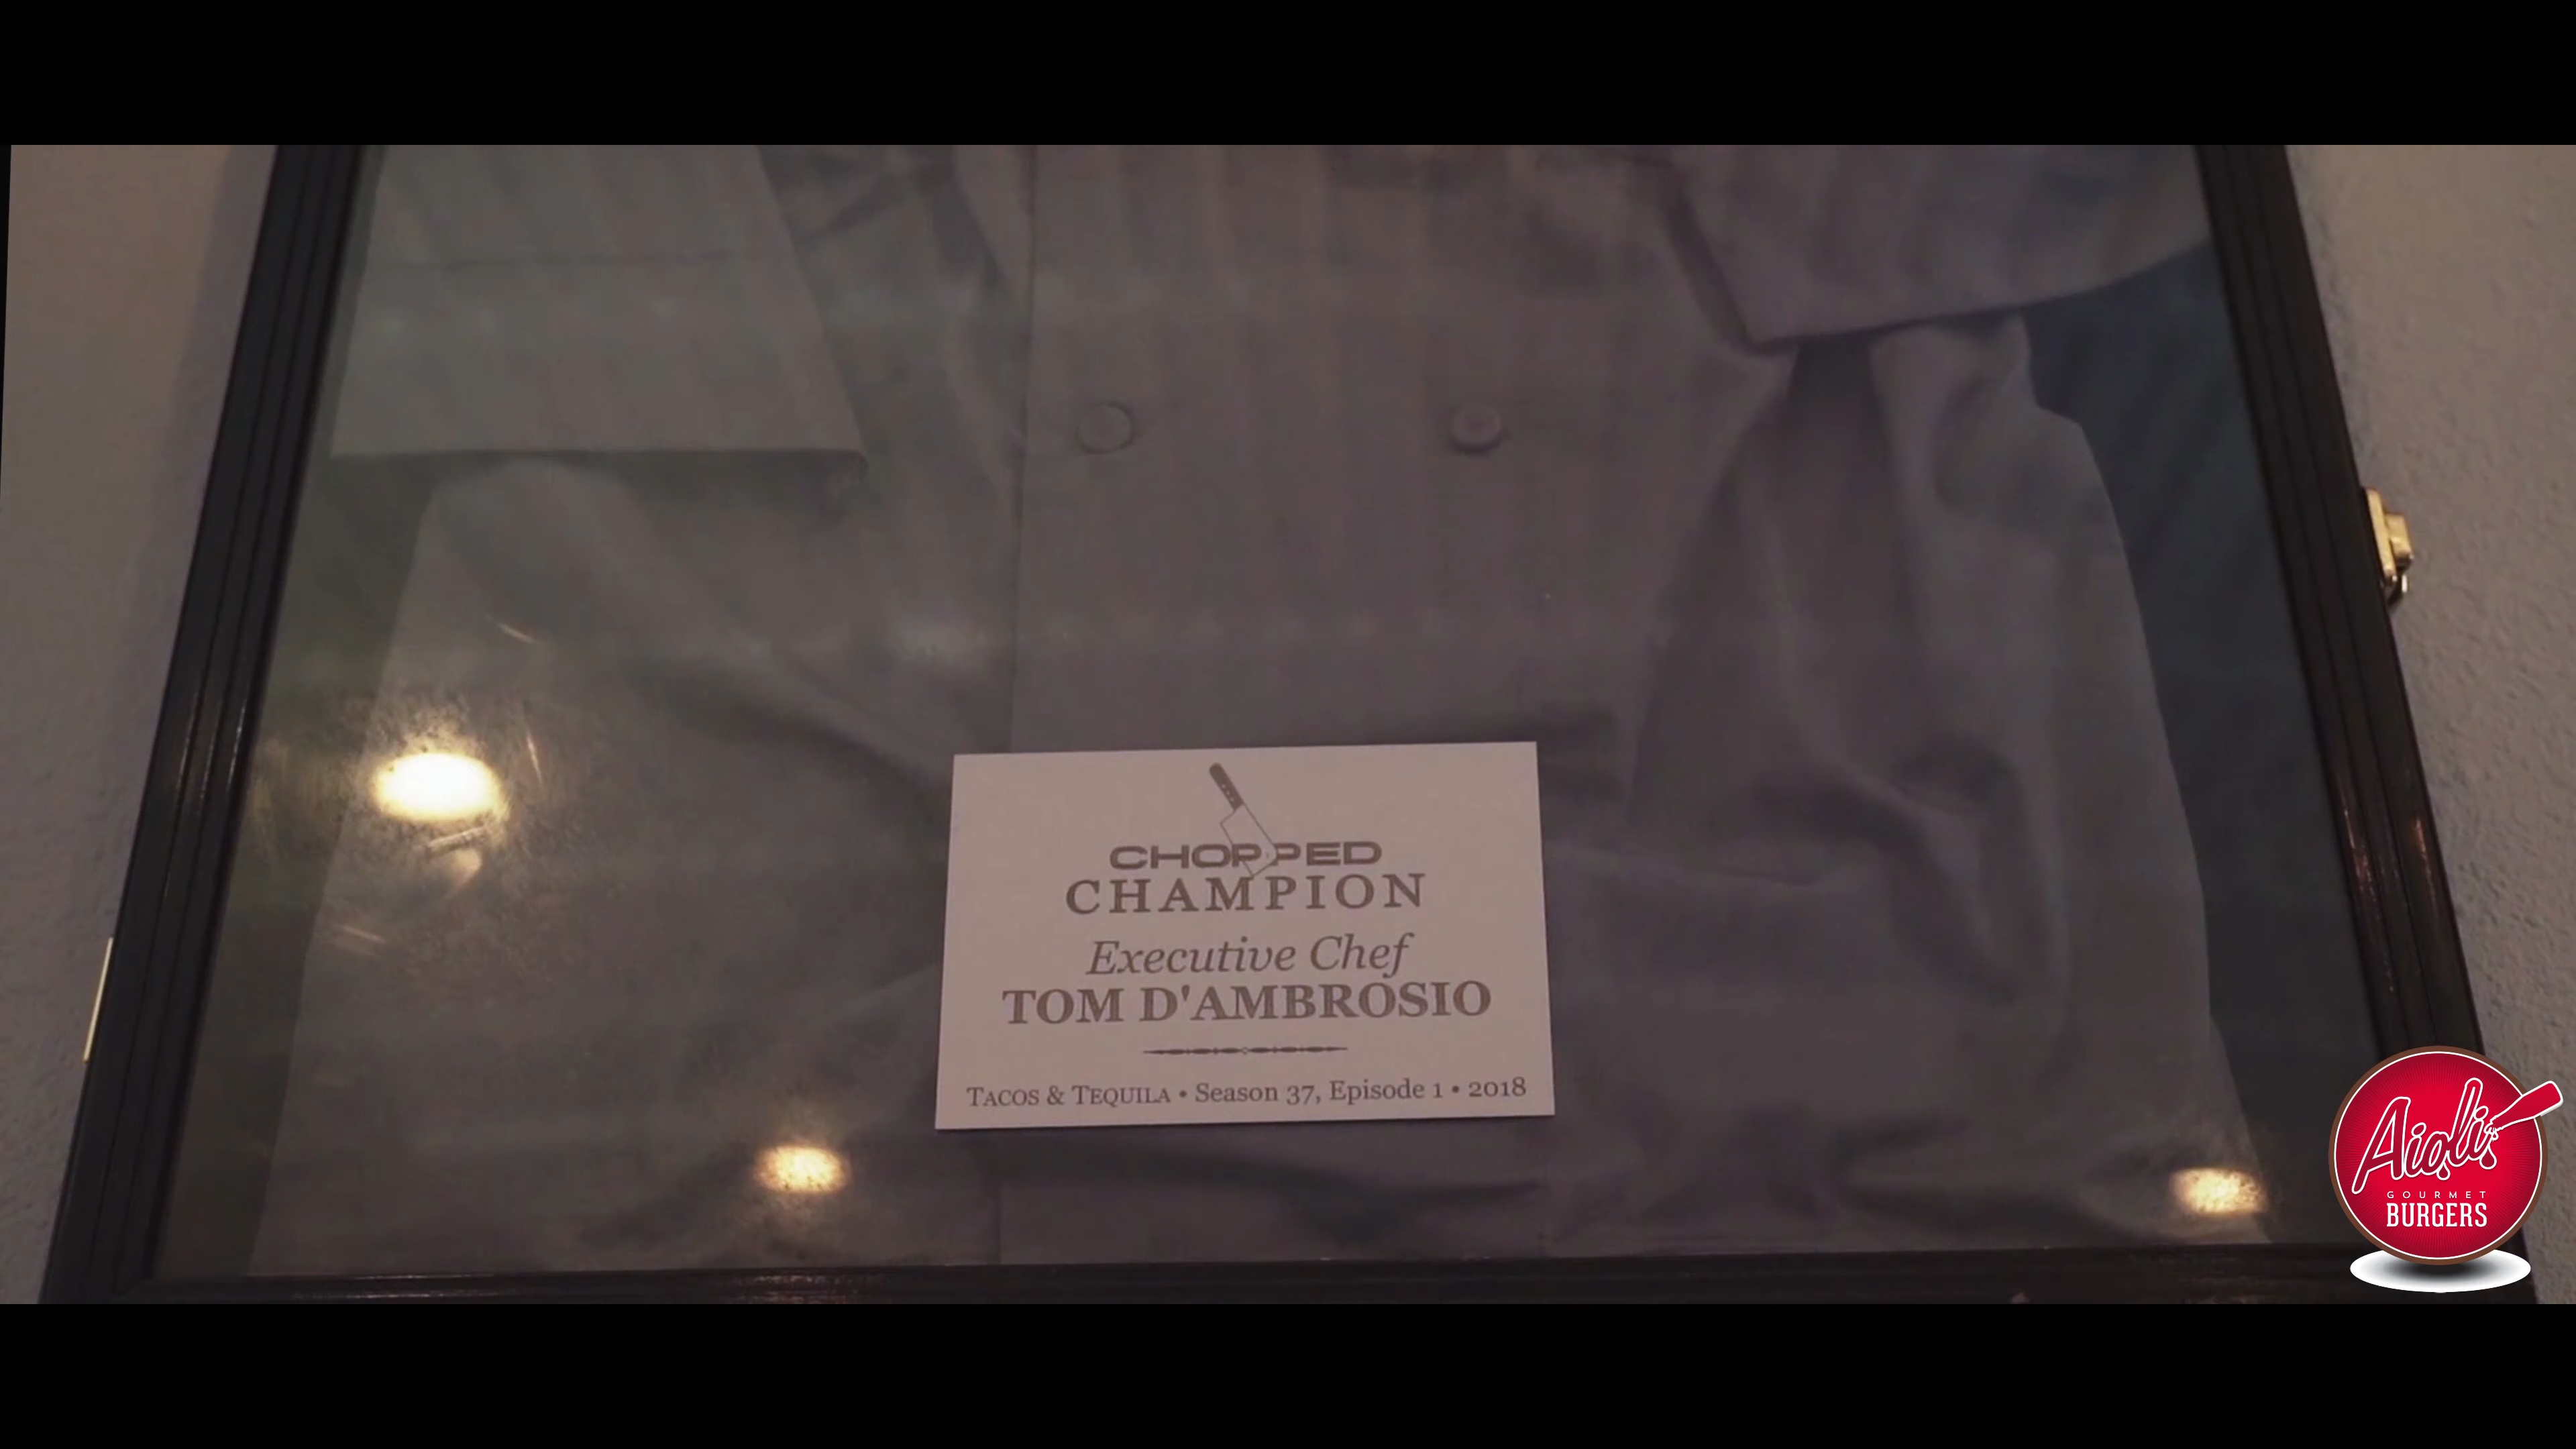 CHOPPED
CHAMPION
Executive Chef
TOM D'AMBROSIO
TACOS & TEQUILA • Season 37, Episode 1 • 2018
Aioli
GOURMET
BURGERS